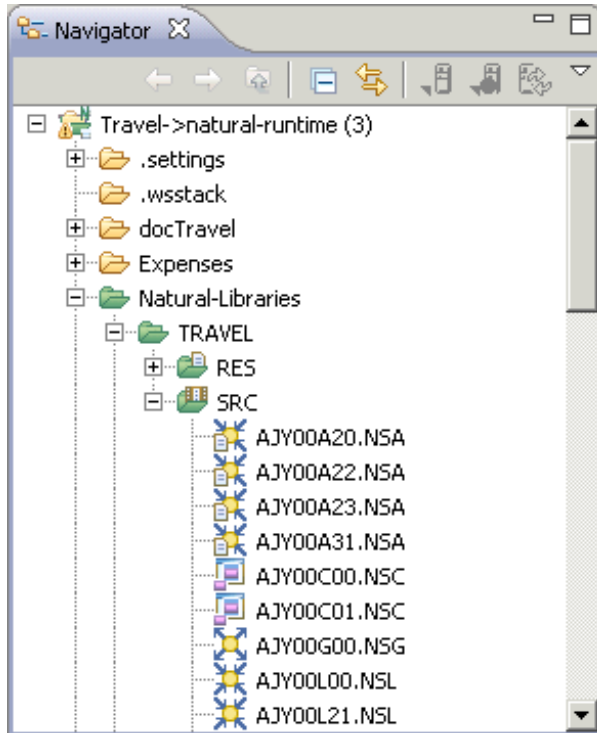 Navigator
Travel->natural-runtime (3)
.settings
.wsstack
docTravel
Expenses
Natural-Libraries
TRAVEL
RES
SRC
AJY00A20.NSA
AJY00A22.NSA
AJY00A23.NSA
AJY00A31.NSA
AJY00C00.NSC
AJY00C01.NSC
AJY00G00.NSG
AJY00L00.NSL
AJY00L21.NSL